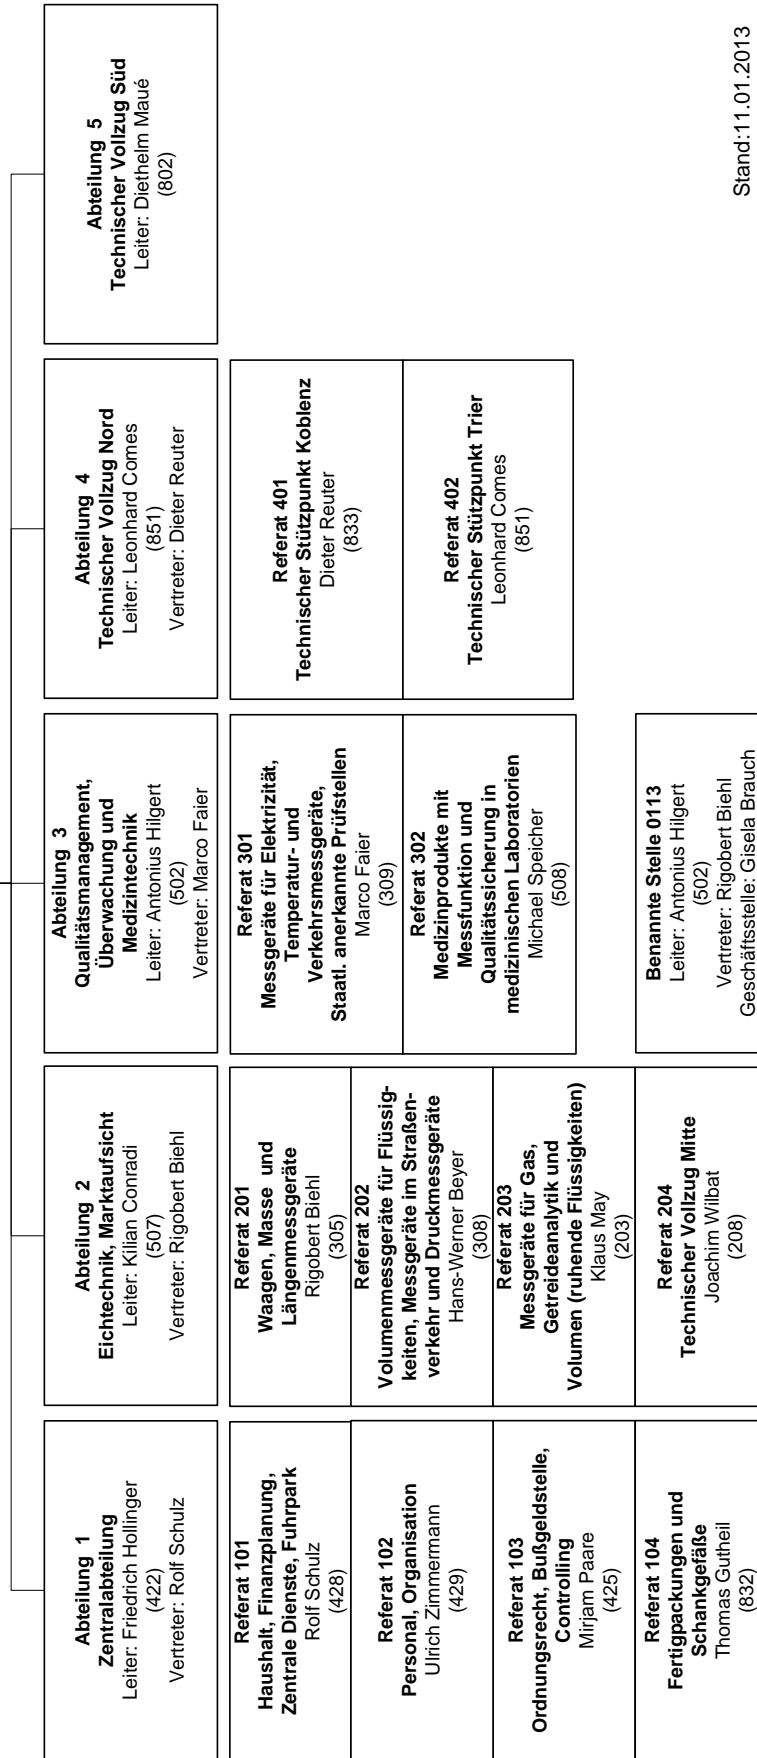 Abteilung 1
Zentralabteilung
Leiter: Friedrich Hollinger
(422)
Vertreter: Rolf Schulz
Referat 101
Haushalt, Finanzplanung,
Zentrale Dienste, Fuhrpark
Rolf Schulz
(428)
Referat 102
Personal, Organisation
Ulrich Zimmermann
(429)
Referat 103
Ordnungsrecht, Bußgeldstelle,
Controlling
Mirjam Paare
(425)
Referat 104
Fertigpackungen und
Schankgefäße
Thomas Gutheil
(832)
Abteilung 2
Eichtechnik, Marktaufsicht
Leiter: Kilian Conradi
(507)
Vertreter: Rigobert Biehl
Referat 201
Waagen, Masse und
Längenmessgeräte
Rigobert Biehl
(305)
Referat 202
Volumenmessgeräte für Flüssig-
keiten, Messgeräte im Straßen-
verkehr und Druckmessgeräte
Hans-Werner Beyer
(308)
Referat 203
Messgeräte für Gas,
Getreideanalytik und
Volumen (ruhende Flüssigkeiten)
Klaus May
(203)
Referat 204
Technischer Vollzug Mitte
Joachim Wilbat
(208)
Abteilung 3
Qualitätsmanagement,
Überwachung und
Medizintechnik
Leiter: Antonius Hilgert
(502)
Vertreter: Marco Faier
Referat 301
Messgeräte für Elektrizität,
Temperatur- und
Verkehrsmessgeräte,
Staatl. anerkannte Prüfstellen
Marco Faier
(309)
Referat 302
Medizinprodukte mit
Messfunktion und
Qualitätssicherung in
medizinischen Laboratorien
Michael Speicher
(508)
Benannte Stelle 0113
Leiter: Antonius Hilgert
(502)
Vertreter: Rigobert Biehl
Geschäftsstelle: Gisela Brauch
Abteilung 4
Technischer Vollzug Nord
Leiter: Leonhard Comes
(851)
Vertreter: Dieter Reuter
Referat 401
Technischer Stützpunkt Koblenz
Dieter Reuter
(833)
Referat 402
Technischer Stützpunkt Trier
Leonhard Comes
(851)
Abteilung 5
Technischer Vollzug Süd
Leiter: Diethelm Maué
(802)
Stand:11.01.2013